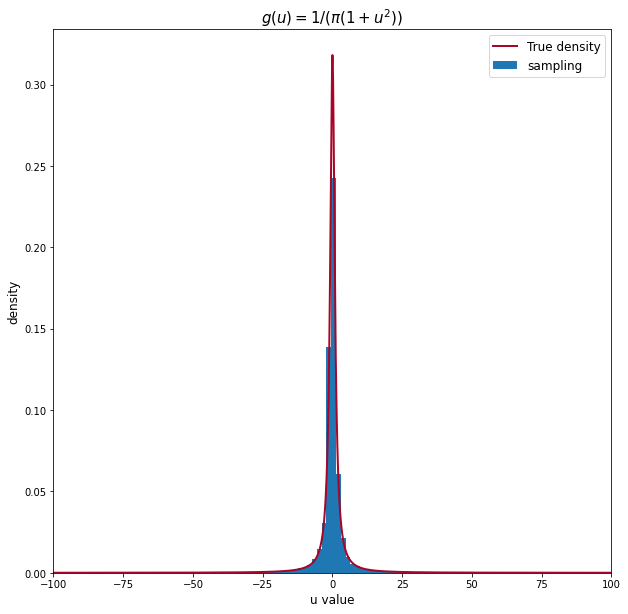 g(u) = 1/(π(1 + u²))
True density
sampling
0.30
0.25
0.20
0.15
0.10
0.05
0.00
density
−100 −75 −50 −25 0 25 50 75 100
u value